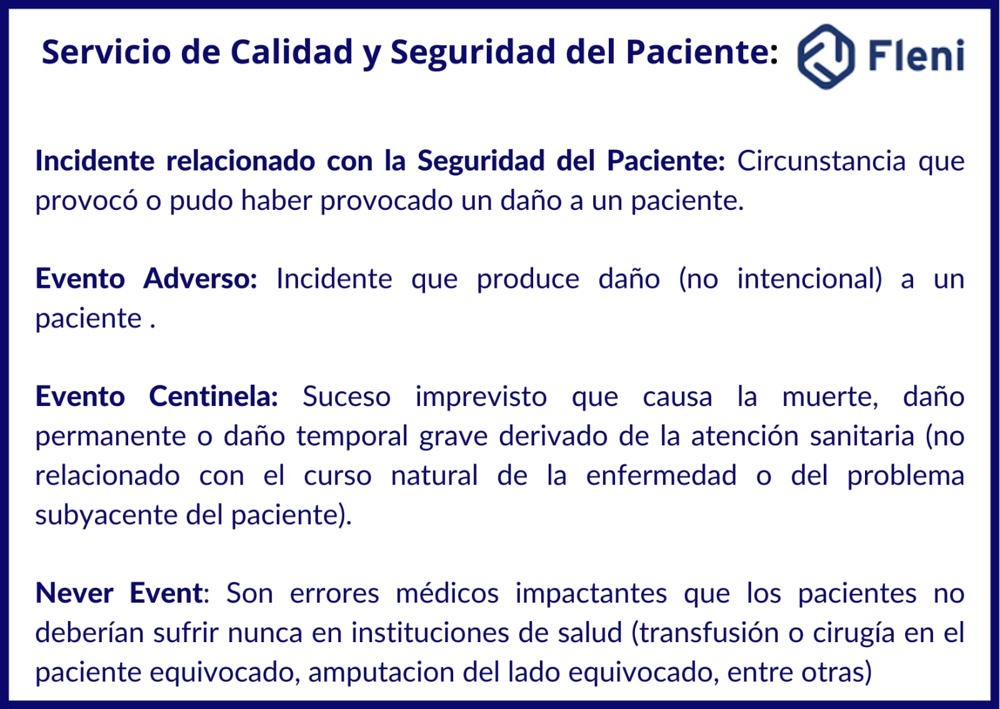 Servicio de Calidad y Seguridad del Paciente: Fleni
Incidente relacionado con la Seguridad del Paciente: Circunstancia que
provocó o pudo haber provocado un daño a un paciente.
Evento Adverso: Incidente que produce daño (no intencional) a un
paciente .
Evento Centinela: Suceso imprevisto que causa la muerte, daño
permanente o daño temporal grave derivado de la atención sanitaria (no
relacionado con el curso natural de la enfermedad o del problema
subyacente del paciente).
Never Event: Son errores médicos impactantes que los pacientes no
deberían sufrir nunca en instituciones de salud (transfusión o cirugía en el
paciente equivocado, amputacion del lado equivocado, entre otras)